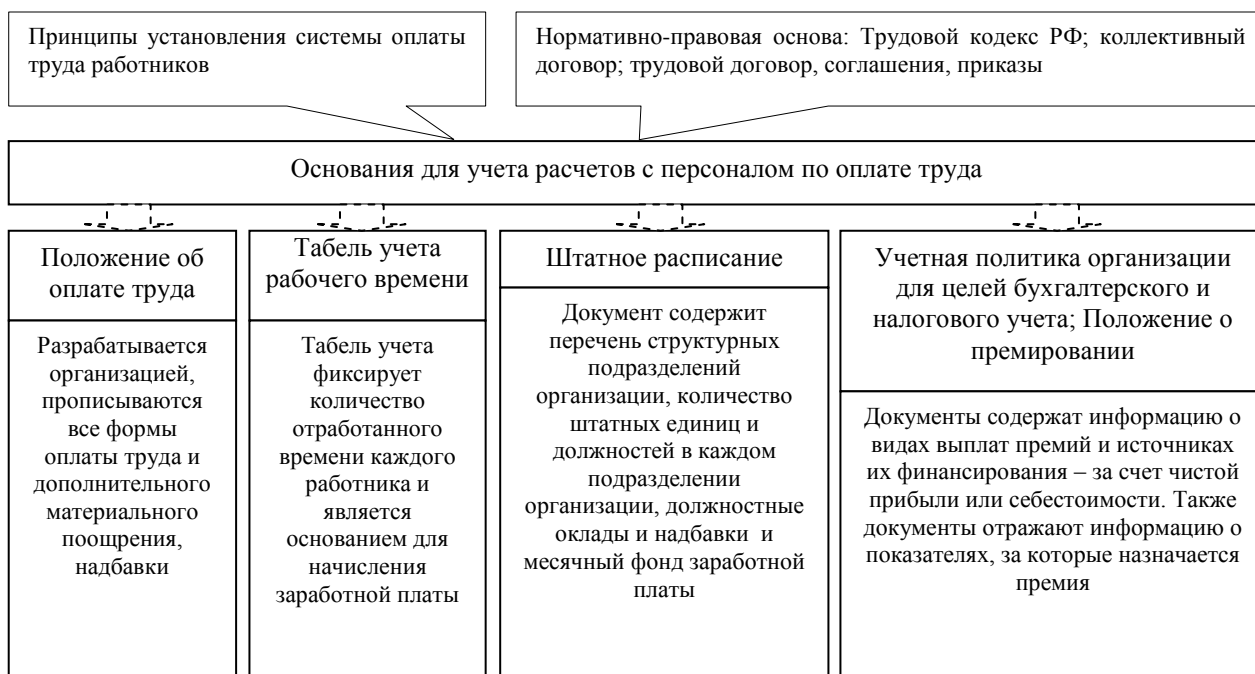 Принципы установления системы оплаты
труда работников
Нормативно-правовая основа: Трудовой кодекс РФ; коллективный
договор; трудовой договор, соглашения, приказы
Основания для учета расчетов с персоналом по оплате труда
Положение об
оплате труда
Разрабатывается
организацией,
прописываются
все формы
оплаты труда и
дополнительного
материального
поощрения,
надбавки
Табель учета
рабочего времени
Табель учета
фиксирует
количество
отработанного
времени каждого
работника и
является
основанием для
начисления
заработной платы
Штатное расписание
Документ содержит
перечень структурных
подразделений
организации, количество
штатных единиц и
должностей в каждом
подразделении
организации, должностные
оклады и надбавки и
месячный фонд заработной
платы
Учетная политика организации
для целей бухгалтерского и
налогового учета; Положение о
премировании
Документы содержат информацию о
видах выплат премий и источниках
их финансирования – за счет чистой
прибыли или себестоимости. Также
документы отражают информацию о
показателях, за которые назначается
премия